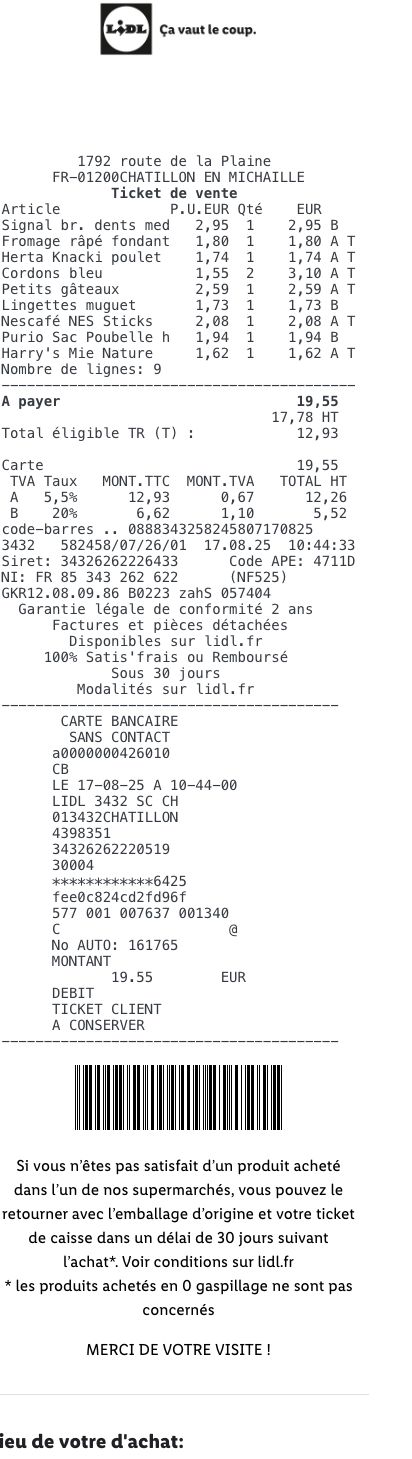 LIDL Ça vaut le coup.
1792 route de la Plaine
FR-01200CHATILLON EN MICHAILLE
Ticket de vente
Article P.U.EUR Qté EUR
Signal br. dents med 2,95 1 2,95 B
Fromage râpé fondant 1,80 1 1,80 A T
Herta Knacki poulet 1,74 1 1,74 A T
Cordons bleu 1,55 2 3,10 A T
Petits gâteaux 2,59 1 2,59 A T
Lingettes muguet 1,73 1 1,73 B
Nescafé NES Sticks 2,08 1 2,08 A T
Purio Sac Poubelle h 1,94 1 1,94 B
Harry's Mie Nature 1,62 1 1,62 A T
Nombre de lignes: 9
A payer 19,55
17,78 HT
Total éligible TR (T) : 12,93
Carte 19,55
TVA Taux MONT.TTC MONT.TVA TOTAL HT
A 5,5% 12,93 0,67 12,26
B 20% 6,62 1,10 5,52
code-barres .. 0888343258245807170825
3432 582458/07/26/01 17.08.25 10:44:33
Siret: 34326262226433 Code APE: 4711D
NI: FR 85 343 262 622 (NF525)
GKR12.08.09.86 B0223 zahS 057404
Garantie légale de conformité 2 ans
Factures et pièces détachées
Disponibles sur lidl.fr
100% Satis'frais ou Remboursé
Sous 30 jours
Modalités sur lidl.fr
CARTE BANCAIRE
SANS CONTACT
a0000000426010
CB
LE 17-08-25 A 10-44-00
LIDL 3432 SC CH
013432CHATILLON
4398351
34326262220519
30004
************6425
fee0c824cd2fd96f
577 001 007637 001340
C @
No AUTO: 161765
MONTANT
19.55 EUR
DEBIT
TICKET CLIENT
A CONSERVER
Si vous n'êtes pas satisfait d'un produit acheté
dans l'un de nos supermarchés, vous pouvez le
retourner avec l'emballage d'origine et votre ticket
de caisse dans un délai de 30 jours suivant
l'achat*. Voir conditions sur lidl.fr
* les produits achetés en 0 gaspillage ne sont pas
concernés
MERCI DE VOTRE VISITE !
ieu de votre d'achat: